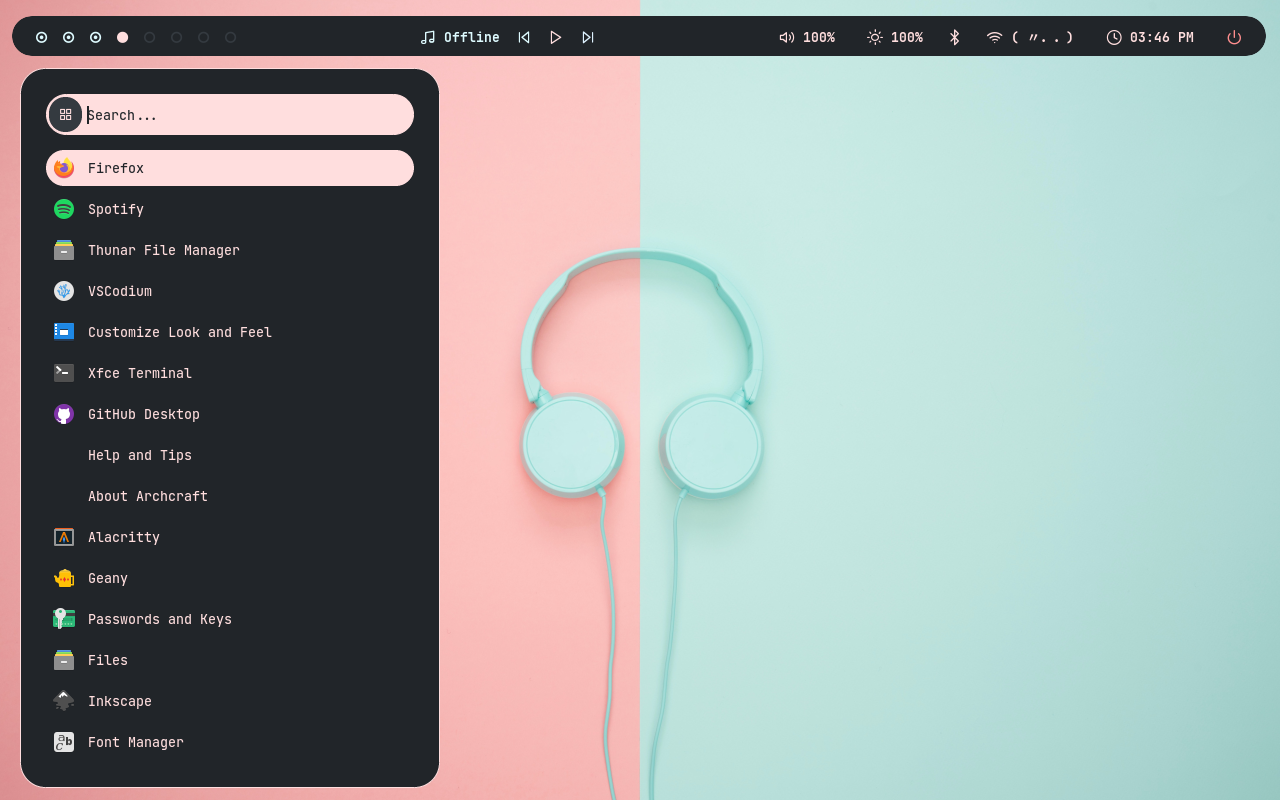 Offline
100%
100%
( 〃. . )
03:46 PM
Search...
Firefox
Spotify
Thunar File Manager
VSCodium
Customize Look and Feel
Xfce Terminal
GitHub Desktop
Help and Tips
About Archcraft
Alacritty
Geany
Passwords and Keys
Files
Inkscape
Font Manager